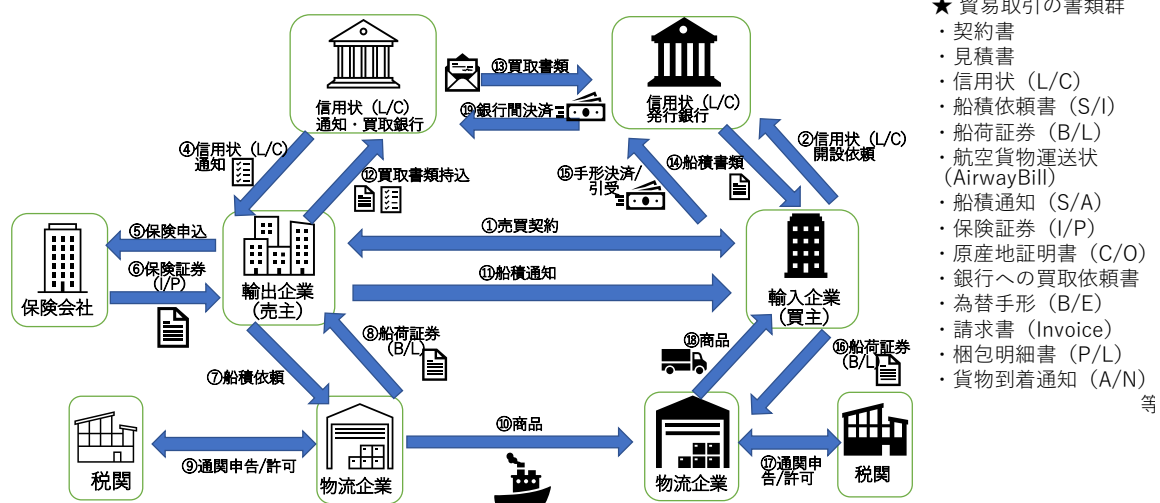 ★ 貿易取引の書類群
・契約書
・見積書
・信用状（L/C）
・船積依頼書（S/I）
・船荷証券（B/L）
・航空貨物運送状
（AirwayBill）
・船積通知（S/A）
・保険証券（I/P）
・原産地証明書（C/O）
・銀行への買取依頼書
・為替手形（B/E）
・請求書（Invoice）
・梱包明細書（P/L）
・貨物到着通知（A/N）
等
信用状（L/C）
通知・買取銀行
⑬買取書類
⑲銀行間決済
信用状（L/C）
発行銀行
④信用状（L/C）
通知
⑫買取書類持込
⑮手形決済/
引受
⑭船積書類
②信用状（L/C）
開設依頼
⑤保険申込
⑥保険証券
（I/P）
保険会社
輸出企業
（売主）
①売買契約
⑪船積通知
輸入企業
（買主）
⑦船積依頼
⑧船荷証券
（B/L）
⑱商品
⑯船荷証券
（B/L）
税関
⑨通関申告/許可
物流企業
⑩商品
物流企業
⑰通関申
告/許可
税関